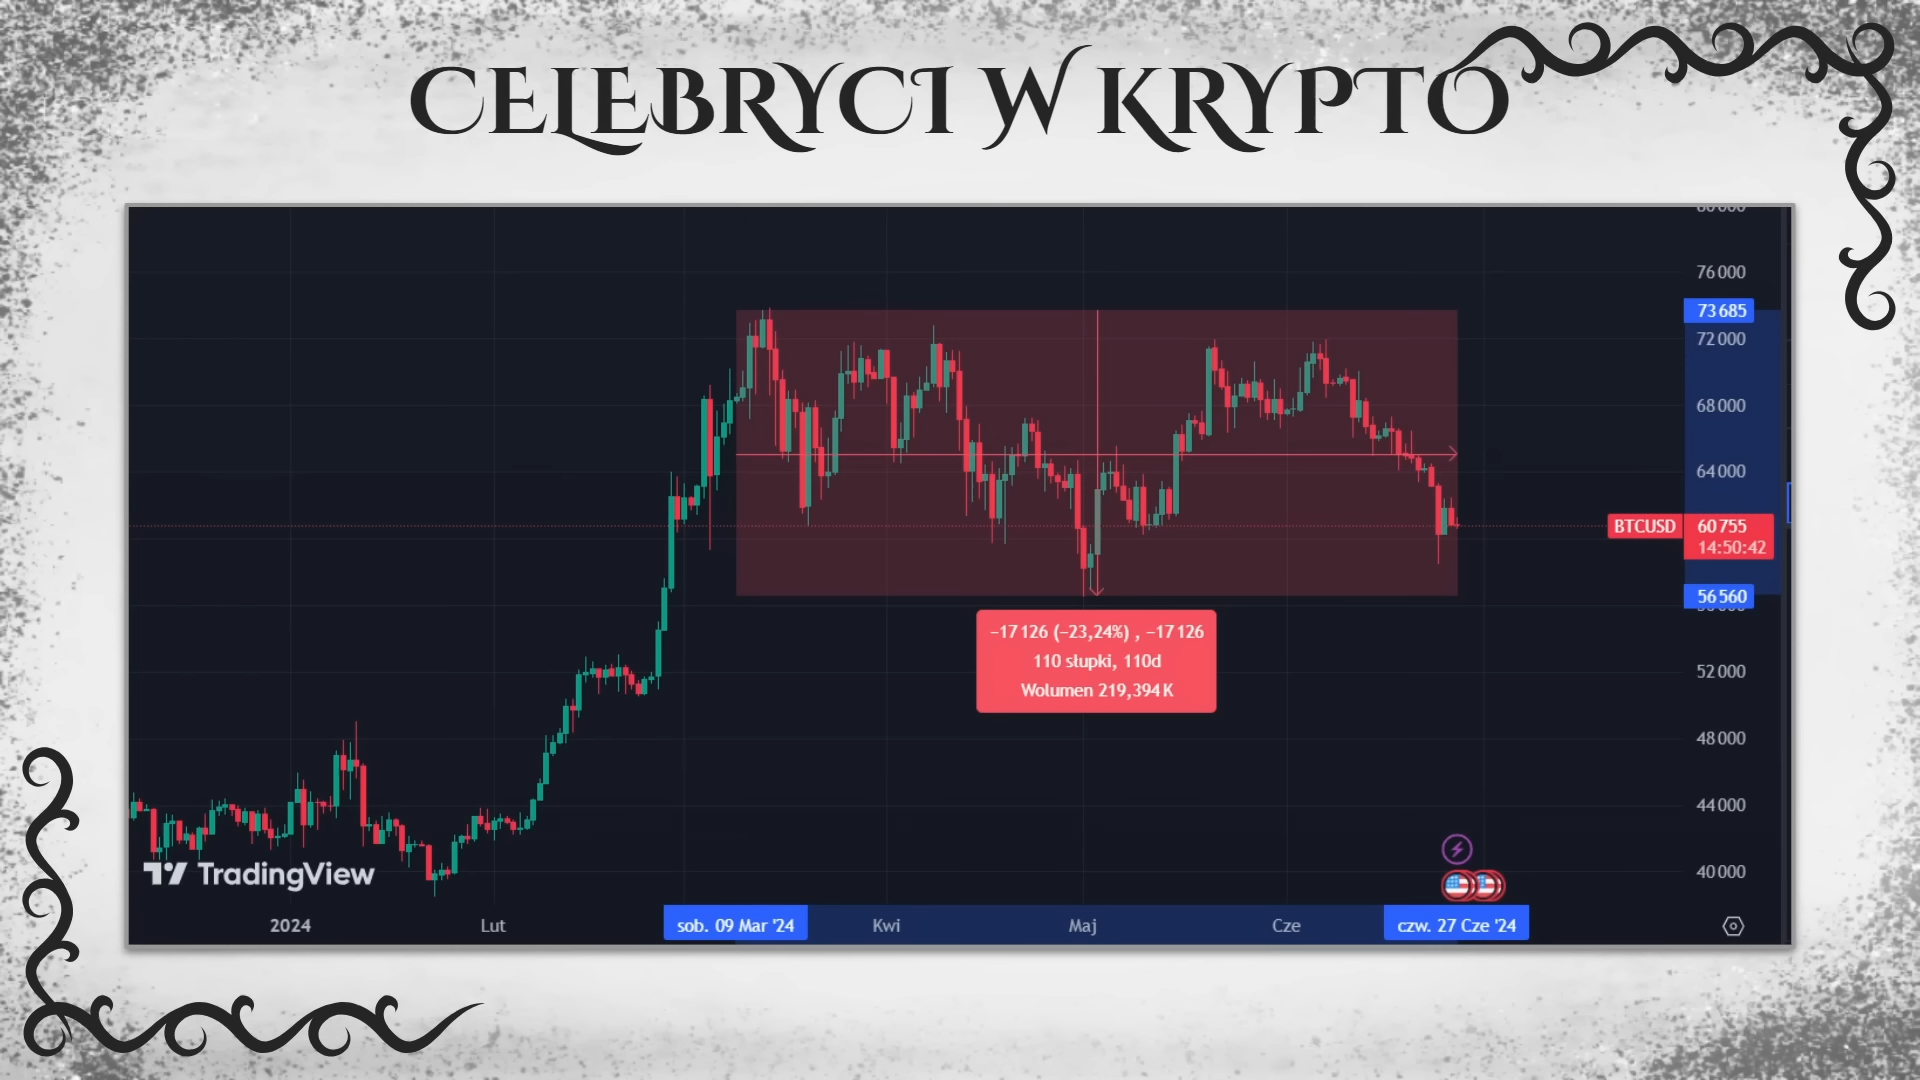 CELEBRYCI W KRYPTO
76 000
73 685
72 000
68 000
64 000
BTCUSD 60 755
14:50:42
56 560
−17 126 (−23,24%) , −17 126
110 słupki, 110d
Wolumen 219,394 K
52 000
48 000
44 000
40 000
TradingView
2024 Lut sob. 09 Mar '24 Kwi Maj Cze czw. 27 Cze '24